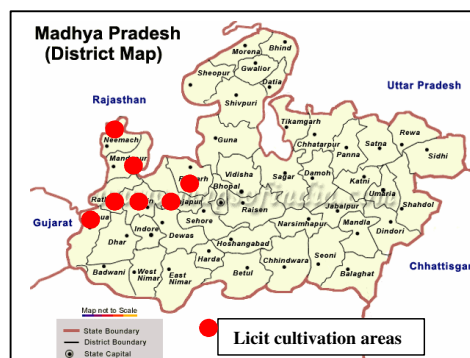 Madhya Pradesh
(District Map)
Bhind
Morena
Gwalior
Sheopur
Datia
Uttar Pradesh
Rajasthan
Shivpuri
Tikamgarh
Neemach
Guna
Chhatarpur
Rewa
Satna
Panna
Sidhi
Vidisha
Sagar
Damoh
Katni
Bhopal
Umaria
Shahdol
Raisen
Jabalpur
Gujarat
Sehore
Narsimhapur
Mandla
Dindori
Dhar
Indore
Dewas
Hoshangabad
Chhattisgar
Harda
Seoni
Badwani
West
Nimar
East
Nimar
Betul
Chhindwara
Balaghat
Map not to Scale
State Boundary
District Boundary
State Capital
Licit cultivation areas